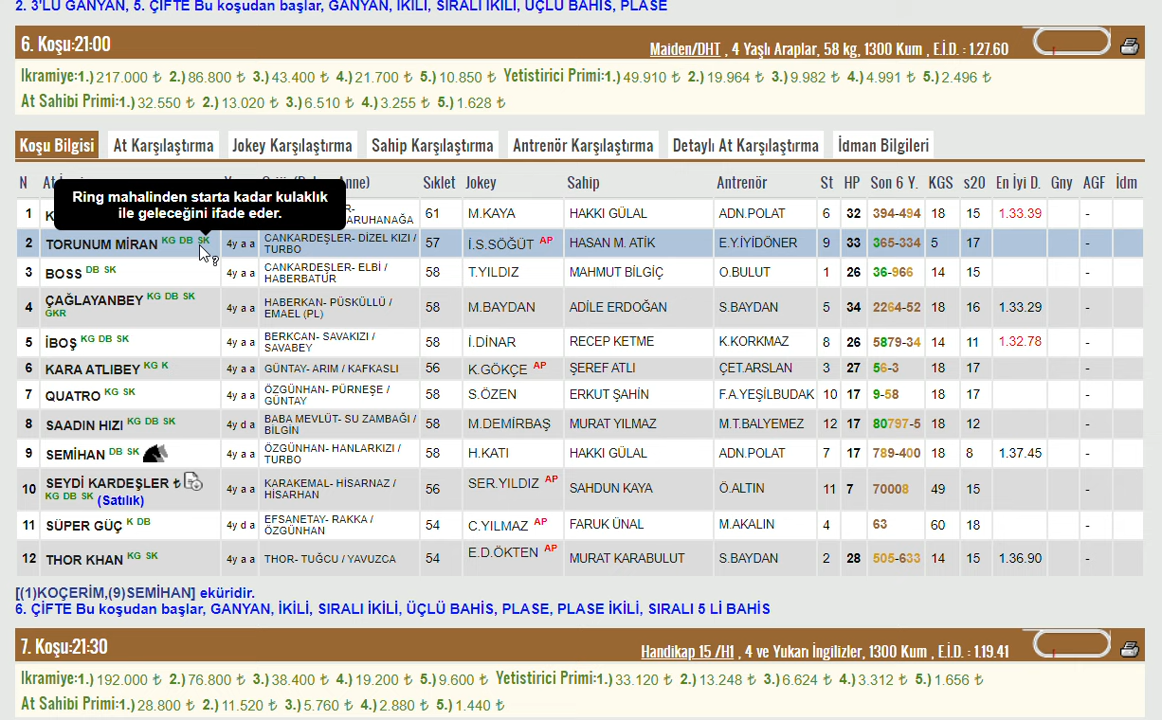 2. 3'LÜ GANYAN, 5. ÇİFTE Bu koşudan başlar, GANYAN, İKİLİ, SIRALI İKİLİ, ÜÇLÜ BAHİS, PLASE
6. Koşu:21:00 Maiden/DHT , 4 Yaşlı Araplar, 58 kg, 1300 Kum , E.İ.D. : 1.27.60
Ikramiye:1.) 217.000 ₺ 2.) 86.800 ₺ 3.) 43.400 ₺ 4.) 21.700 ₺ 5.) 10.850 ₺ Yetistirici Primi:1.) 49.910 ₺ 2.) 19.964 ₺ 3.) 9.982 ₺ 4.) 4.991 ₺ 5.) 2.496 ₺
At Sahibi Primi:1.) 32.550 ₺ 2.) 13.020 ₺ 3.) 6.510 ₺ 4.) 3.255 ₺ 5.) 1.628 ₺
Koşu Bilgisi At Karşılaştırma Jokey Karşılaştırma Sahip Karşılaştırma Antrenör Karşılaştırma Detaylı At Karşılaştırma İdman Bilgileri
N At Anne) Sıklet Jokey Sahip Antrenör St HP Son 6 Y. KGS s20 En İyi D. Gny AGF İdm
Ring mahalinden starta kadar kulaklık
ile geleceğini ifade eder.
1 K ARUHANAĞA 61 M.KAYA HAKKI GÜLAL ADN.POLAT 6 32 394-494 18 15 1.33.39 -
2 TORUNUM MİRAN KG DB SK 4y a a CANKARDEŞLER- DİZEL KIZI / TURBO 57 İ.S.SÖĞÜT AP HASAN M. ATİK E.Y.İYİDÖNER 9 33 365-334 5 17 -
3 BOSS DB SK 4y a a CANKARDEŞLER- ELBİ / HABERBATUR 58 T.YILDIZ MAHMUT BİLGİÇ O.BULUT 1 26 36-966 14 15 -
4 ÇAĞLAYANBEY KG DB SK GKR 4y a a HABERKAN- PÜSKÜLLÜ / EMAEL (PL) 58 M.BAYDAN ADİLE ERDOĞAN S.BAYDAN 5 34 2264-52 18 16 1.33.29 -
5 İBOŞ KG DB SK 4y a a BERKCAN- SAVAKIZI / SAVABEY 58 İ.DİNAR RECEP KETME K.KORKMAZ 8 26 5879-34 14 11 1.32.78 -
6 KARA ATLIBEY KG K 4y a a GÜNTAY- ARIM / KAFKASLI 56 K.GÖKÇE AP ŞEREF ATLI ÇET.ARSLAN 3 27 56-3 18 17 -
7 QUATRO KG SK 4y a a ÖZGÜNHAN- PÜRNEŞE / GÜNTAY 58 S.ÖZEN ERKUT ŞAHİN F.A.YEŞİLBUDAK 10 17 9-58 18 17 -
8 SAADIN HIZI KG DB SK 4y d a BABA MEVLÜT- SU ZAMBAĞI / BİLGİN 58 M.DEMİRBAŞ MURAT YILMAZ M.T.BALYEMEZ 12 17 80797-5 18 12 -
9 SEMİHAN DB SK 4y a a ÖZGÜNHAN- HANLARKIZI / TURBO 58 H.KATI HAKKI GÜLAL ADN.POLAT 7 17 789-400 18 8 1.37.45 -
10 SEYDİ KARDEŞLER ₺ KG DB SK (Satılık) 4y a a KARAKEMAL- HİSARNAZ / HİSARHAN 56 SER.YILDIZ AP SAHDUN KAYA Ö.ALTIN 11 7 70008 49 15 -
11 SÜPER GÜÇ K DB 4y d a EFSANETAY- RAKKA / ÖZGÜNHAN 54 C.YILMAZ AP FARUK ÜNAL M.AKALIN 4 63 60 18 -
12 THOR KHAN KG SK 4y a a THOR- TUĞCU / YAVUZCA 54 E.D.ÖKTEN AP MURAT KARABULUT S.BAYDAN 2 28 505-633 14 15 1.36.90 -
[(1)KOÇERİM,(9)SEMİHAN] eküridir.
6. ÇİFTE Bu koşudan başlar, GANYAN, İKİLİ, SIRALI İKİLİ, ÜÇLÜ BAHİS, PLASE, PLASE İKİLİ, SIRALI 5 Lİ BAHİS
7. Koşu:21:30 Handikap 15 /H1 , 4 ve Yukarı İngilizler, 1300 Kum , E.İ.D. : 1.19.41
Ikramiye:1.) 192.000 ₺ 2.) 76.800 ₺ 3.) 38.400 ₺ 4.) 19.200 ₺ 5.) 9.600 ₺ Yetistirici Primi:1.) 33.120 ₺ 2.) 13.248 ₺ 3.) 6.624 ₺ 4.) 3.312 ₺ 5.) 1.656 ₺
At Sahibi Primi:1.) 28.800 ₺ 2.) 11.520 ₺ 3.) 5.760 ₺ 4.) 2.880 ₺ 5.) 1.440 ₺